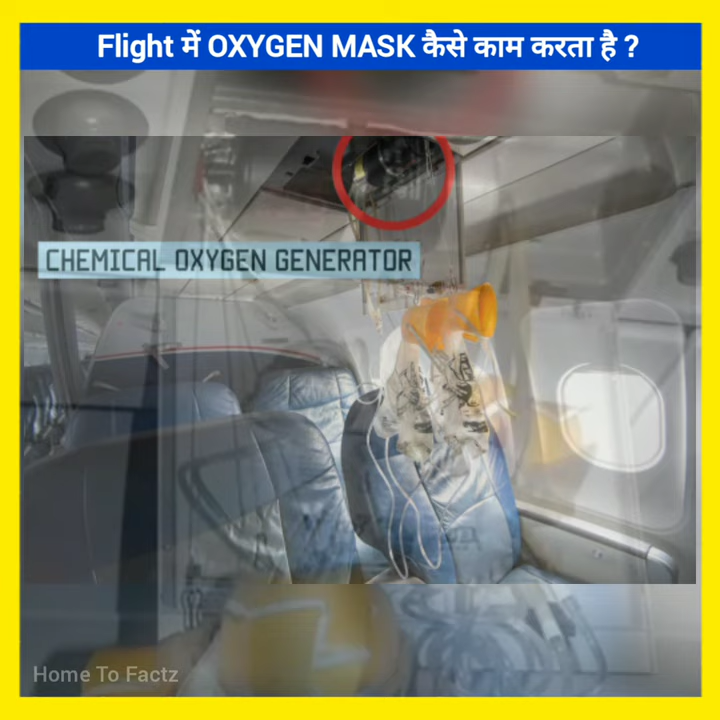 Flight में OXYGEN MASK कैसे काम करता है ?
CHEMICAL OXYGEN GENERATOR
Home To Factz